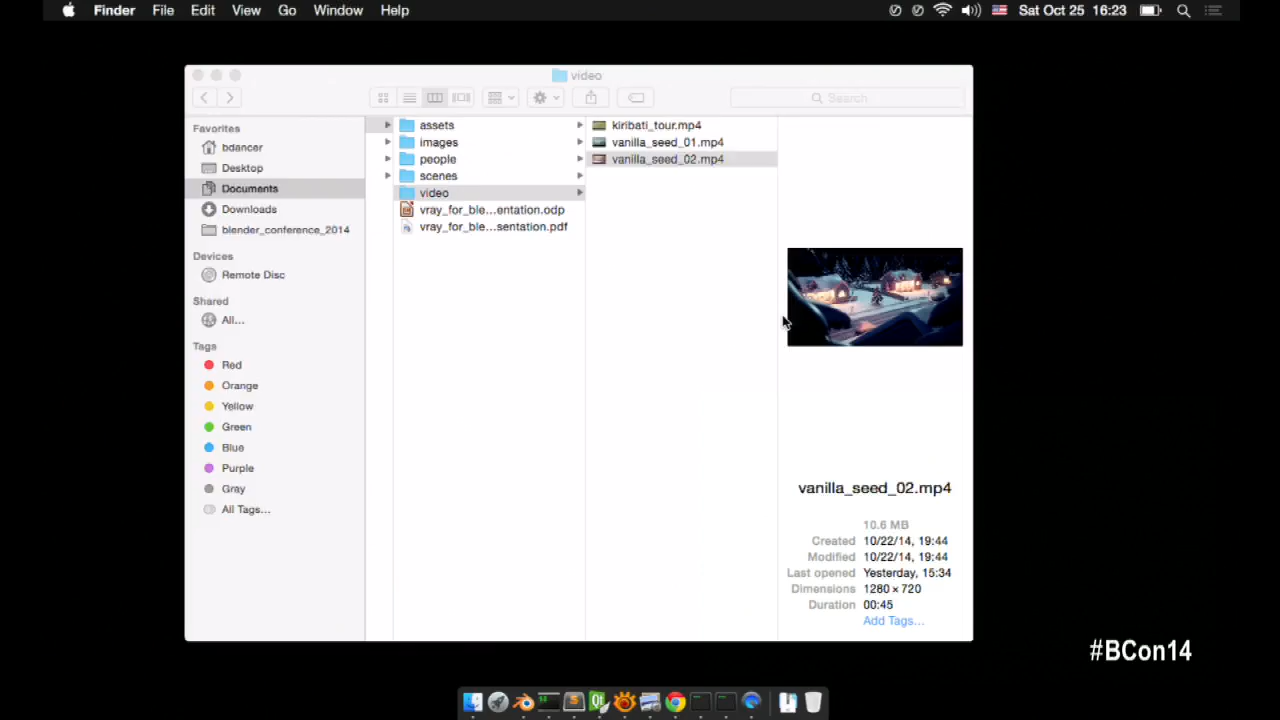 Finder File Edit View Go Window Help Sat Oct 25 16:23
video
Search
Favorites
bdancer
Desktop
Documents
Downloads
blender_conference_2014
Devices
Remote Disc
Shared
All...
Tags
Red
Orange
Yellow
Green
Blue
Purple
Gray
All Tags...
assets
images
people
scenes
video
vray_for_ble...entation.odp
vray_for_ble...sentation.pdf
kiribati_tour.mp4
vanilla_seed_01.mp4
vanilla_seed_02.mp4
vanilla_seed_02.mp4
10.6 MB
Created 10/22/14, 19:44
Modified 10/22/14, 19:44
Last opened Yesterday, 15:34
Dimensions 1280 × 720
Duration 00:45
Add Tags...
#BCon14